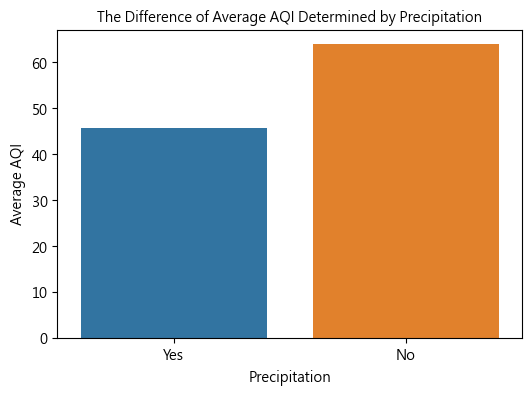 The Difference of Average AQI Determined by Precipitation
Average AQI
60
50
40
30
20
10
0
Yes
No
Precipitation